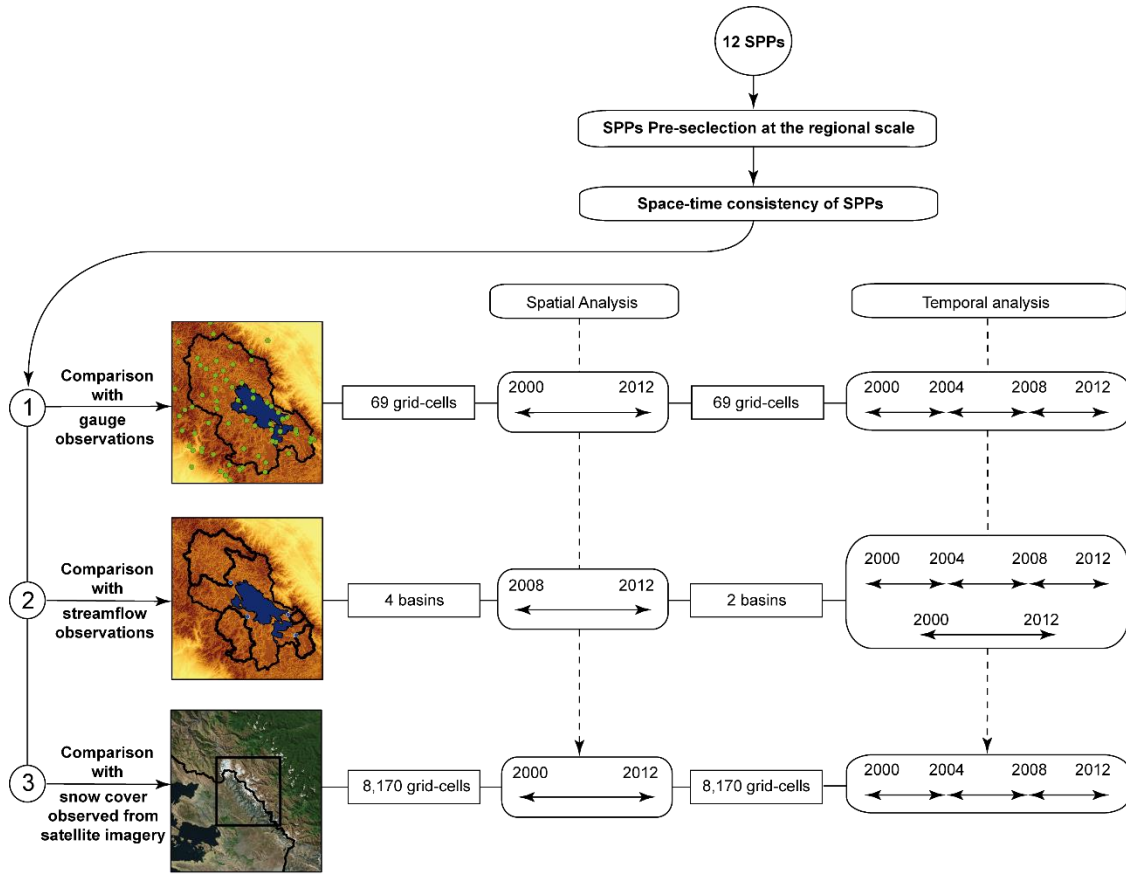 12 SPPs
SPPs Pre-seclection at the regional scale
Space-time consistency of SPPs
Spatial Analysis
Temporal analysis
1
Comparison
with
gauge
observations
69 grid-cells
2000 2012
69 grid-cells
2000 2004 2008 2012
2
Comparison
with
streamflow
observations
4 basins
2008 2012
2 basins
2000 2004 2008 2012
2000 2012
3
Comparison
with
snow cover
observed from
satellite imagery
8,170 grid-cells
2000 2012
8,170 grid-cells
2000 2004 2008 2012